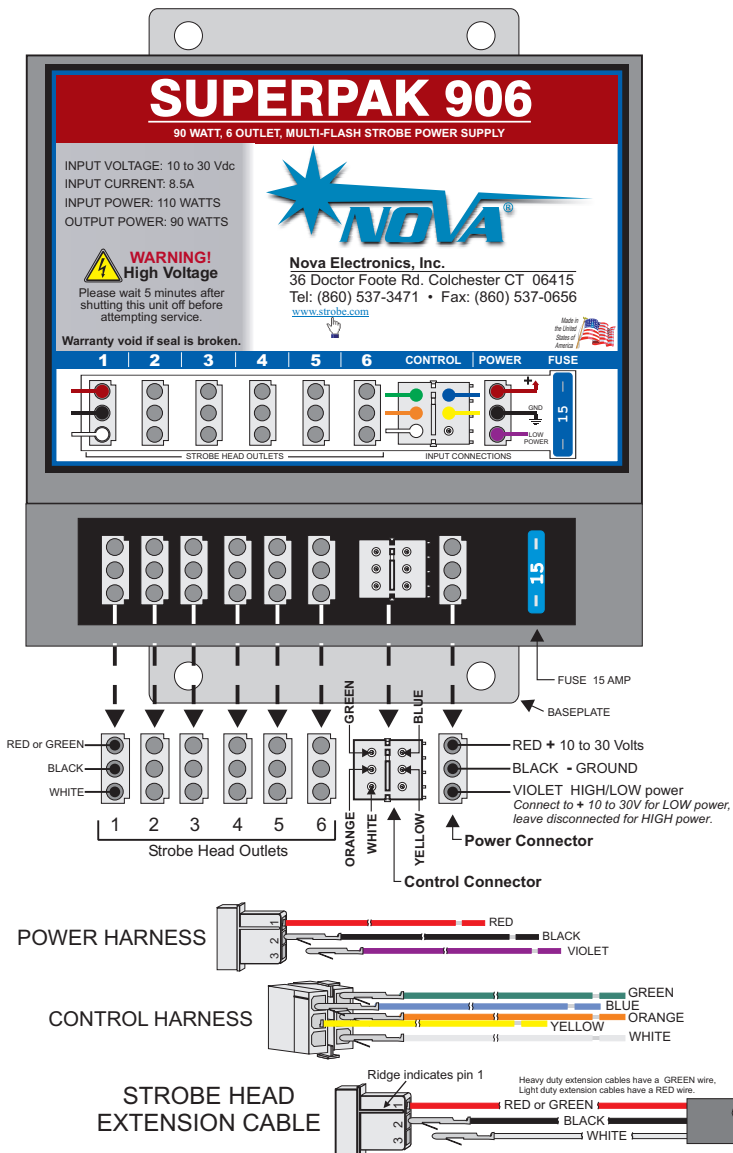 SUPERPAK 906
90 WATT, 6 OUTLET, MULTI-FLASH STROBE POWER SUPPLY
INPUT VOLTAGE: 10 to 30 Vdc
INPUT CURRENT: 8.5A
INPUT POWER: 110 WATTS
OUTPUT POWER: 90 WATTS
WARNING!
High Voltage
Please wait 5 minutes after
shutting this unit off before
attempting service.
Warranty void if seal is broken.
NOVA®
Nova Electronics, Inc.
36 Doctor Foote Rd. Colchester CT 06415
Tel: (860) 537-3471 • Fax: (860) 537-0656
www.strobe.com
Made in
the United
States of
America
1 2 3 4 5 6 CONTROL POWER FUSE
+
GND
LOW
POWER
15
STROBE HEAD OUTLETS
INPUT CONNECTIONS
15
FUSE 15 AMP
BASEPLATE
GREEN
BLUE
RED or GREEN
BLACK
WHITE
RED + 10 to 30 Volts
BLACK - GROUND
VIOLET HIGH/LOW power
Connect to + 10 to 30V for LOW power,
leave disconnected for HIGH power.
1 2 3 4 5 6
Strobe Head Outlets
ORANGE
WHITE
YELLOW
Power Connector
Control Connector
POWER HARNESS
1
2
3
RED
BLACK
VIOLET
CONTROL HARNESS
GREEN
BLUE
ORANGE
YELLOW
WHITE
STROBE HEAD
EXTENSION CABLE
Ridge indicates pin 1
Heavy duty extension cables have a GREEN wire,
Light duty extension cables have a RED wire.
1
2
3
RED or GREEN
BLACK
WHITE